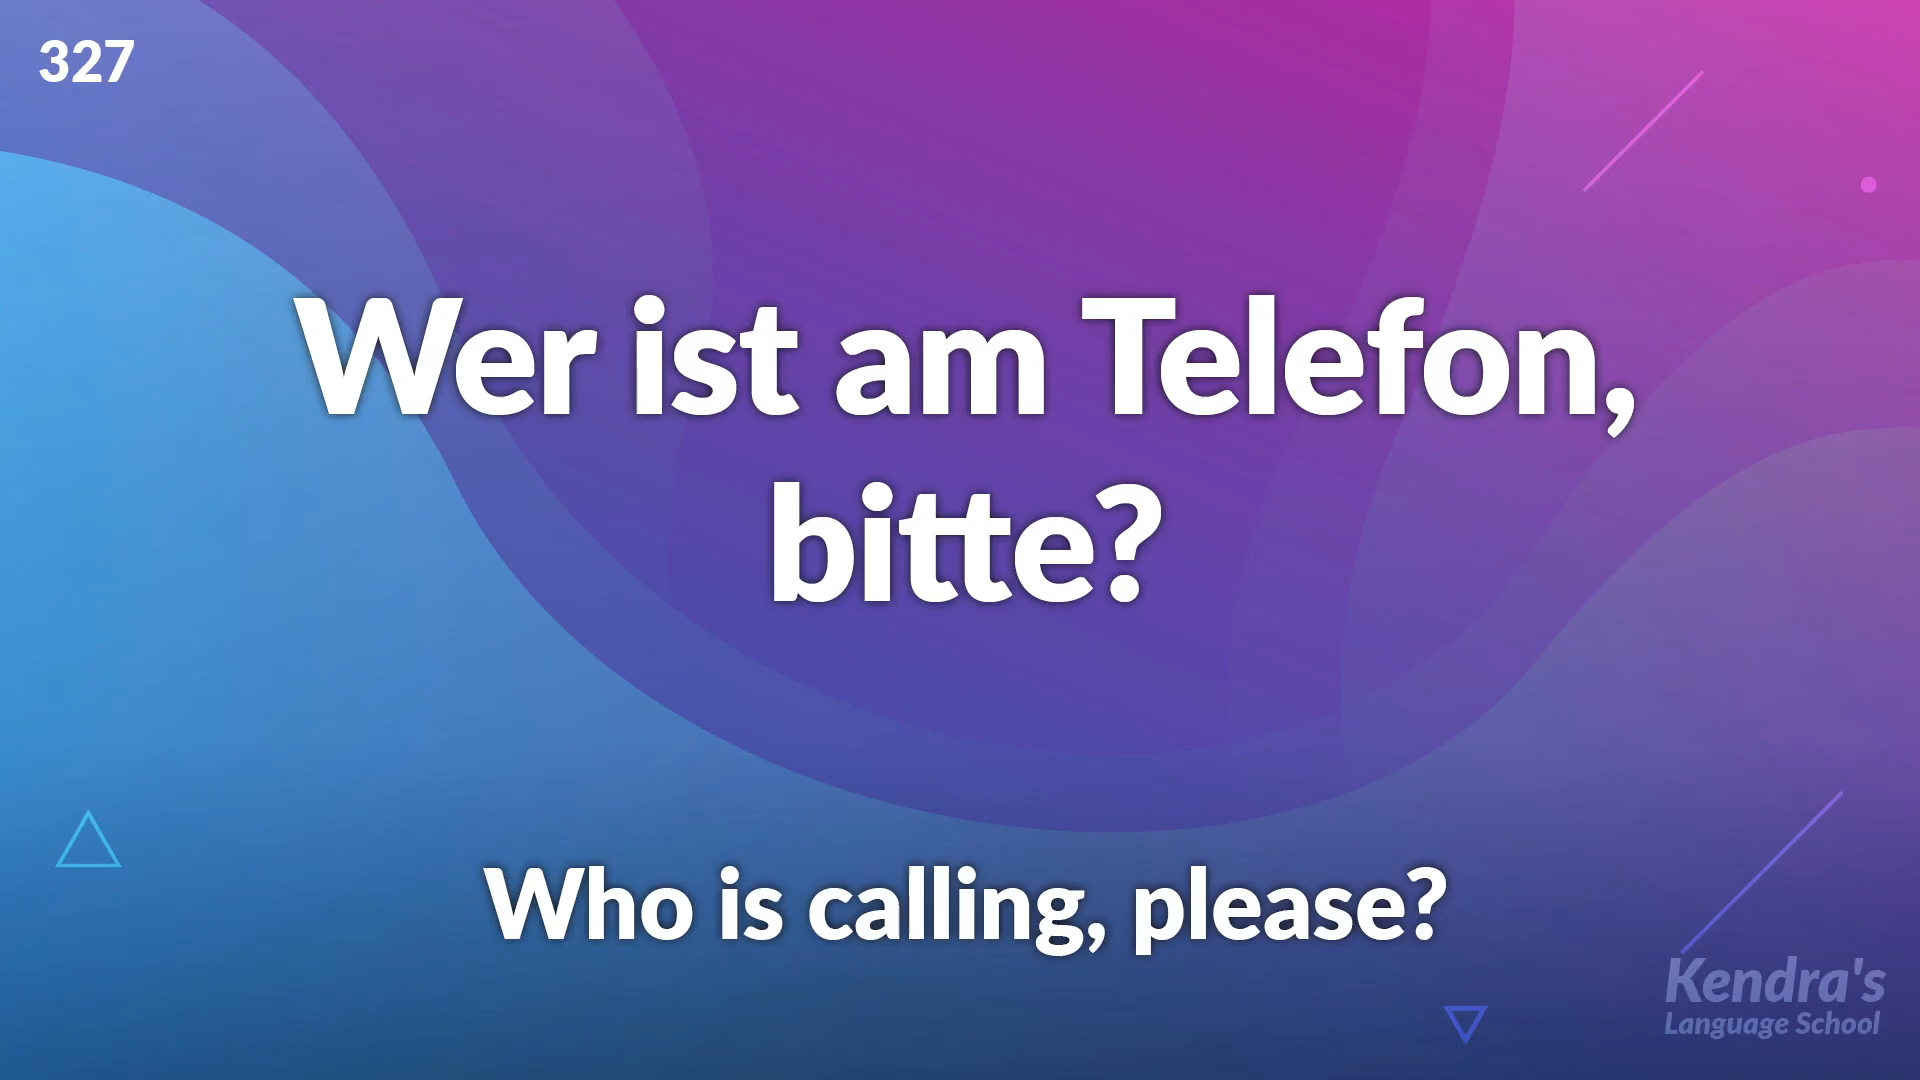 327
Wer ist am Telefon,
bitte?
Who is calling, please?
Kendra's
Language School